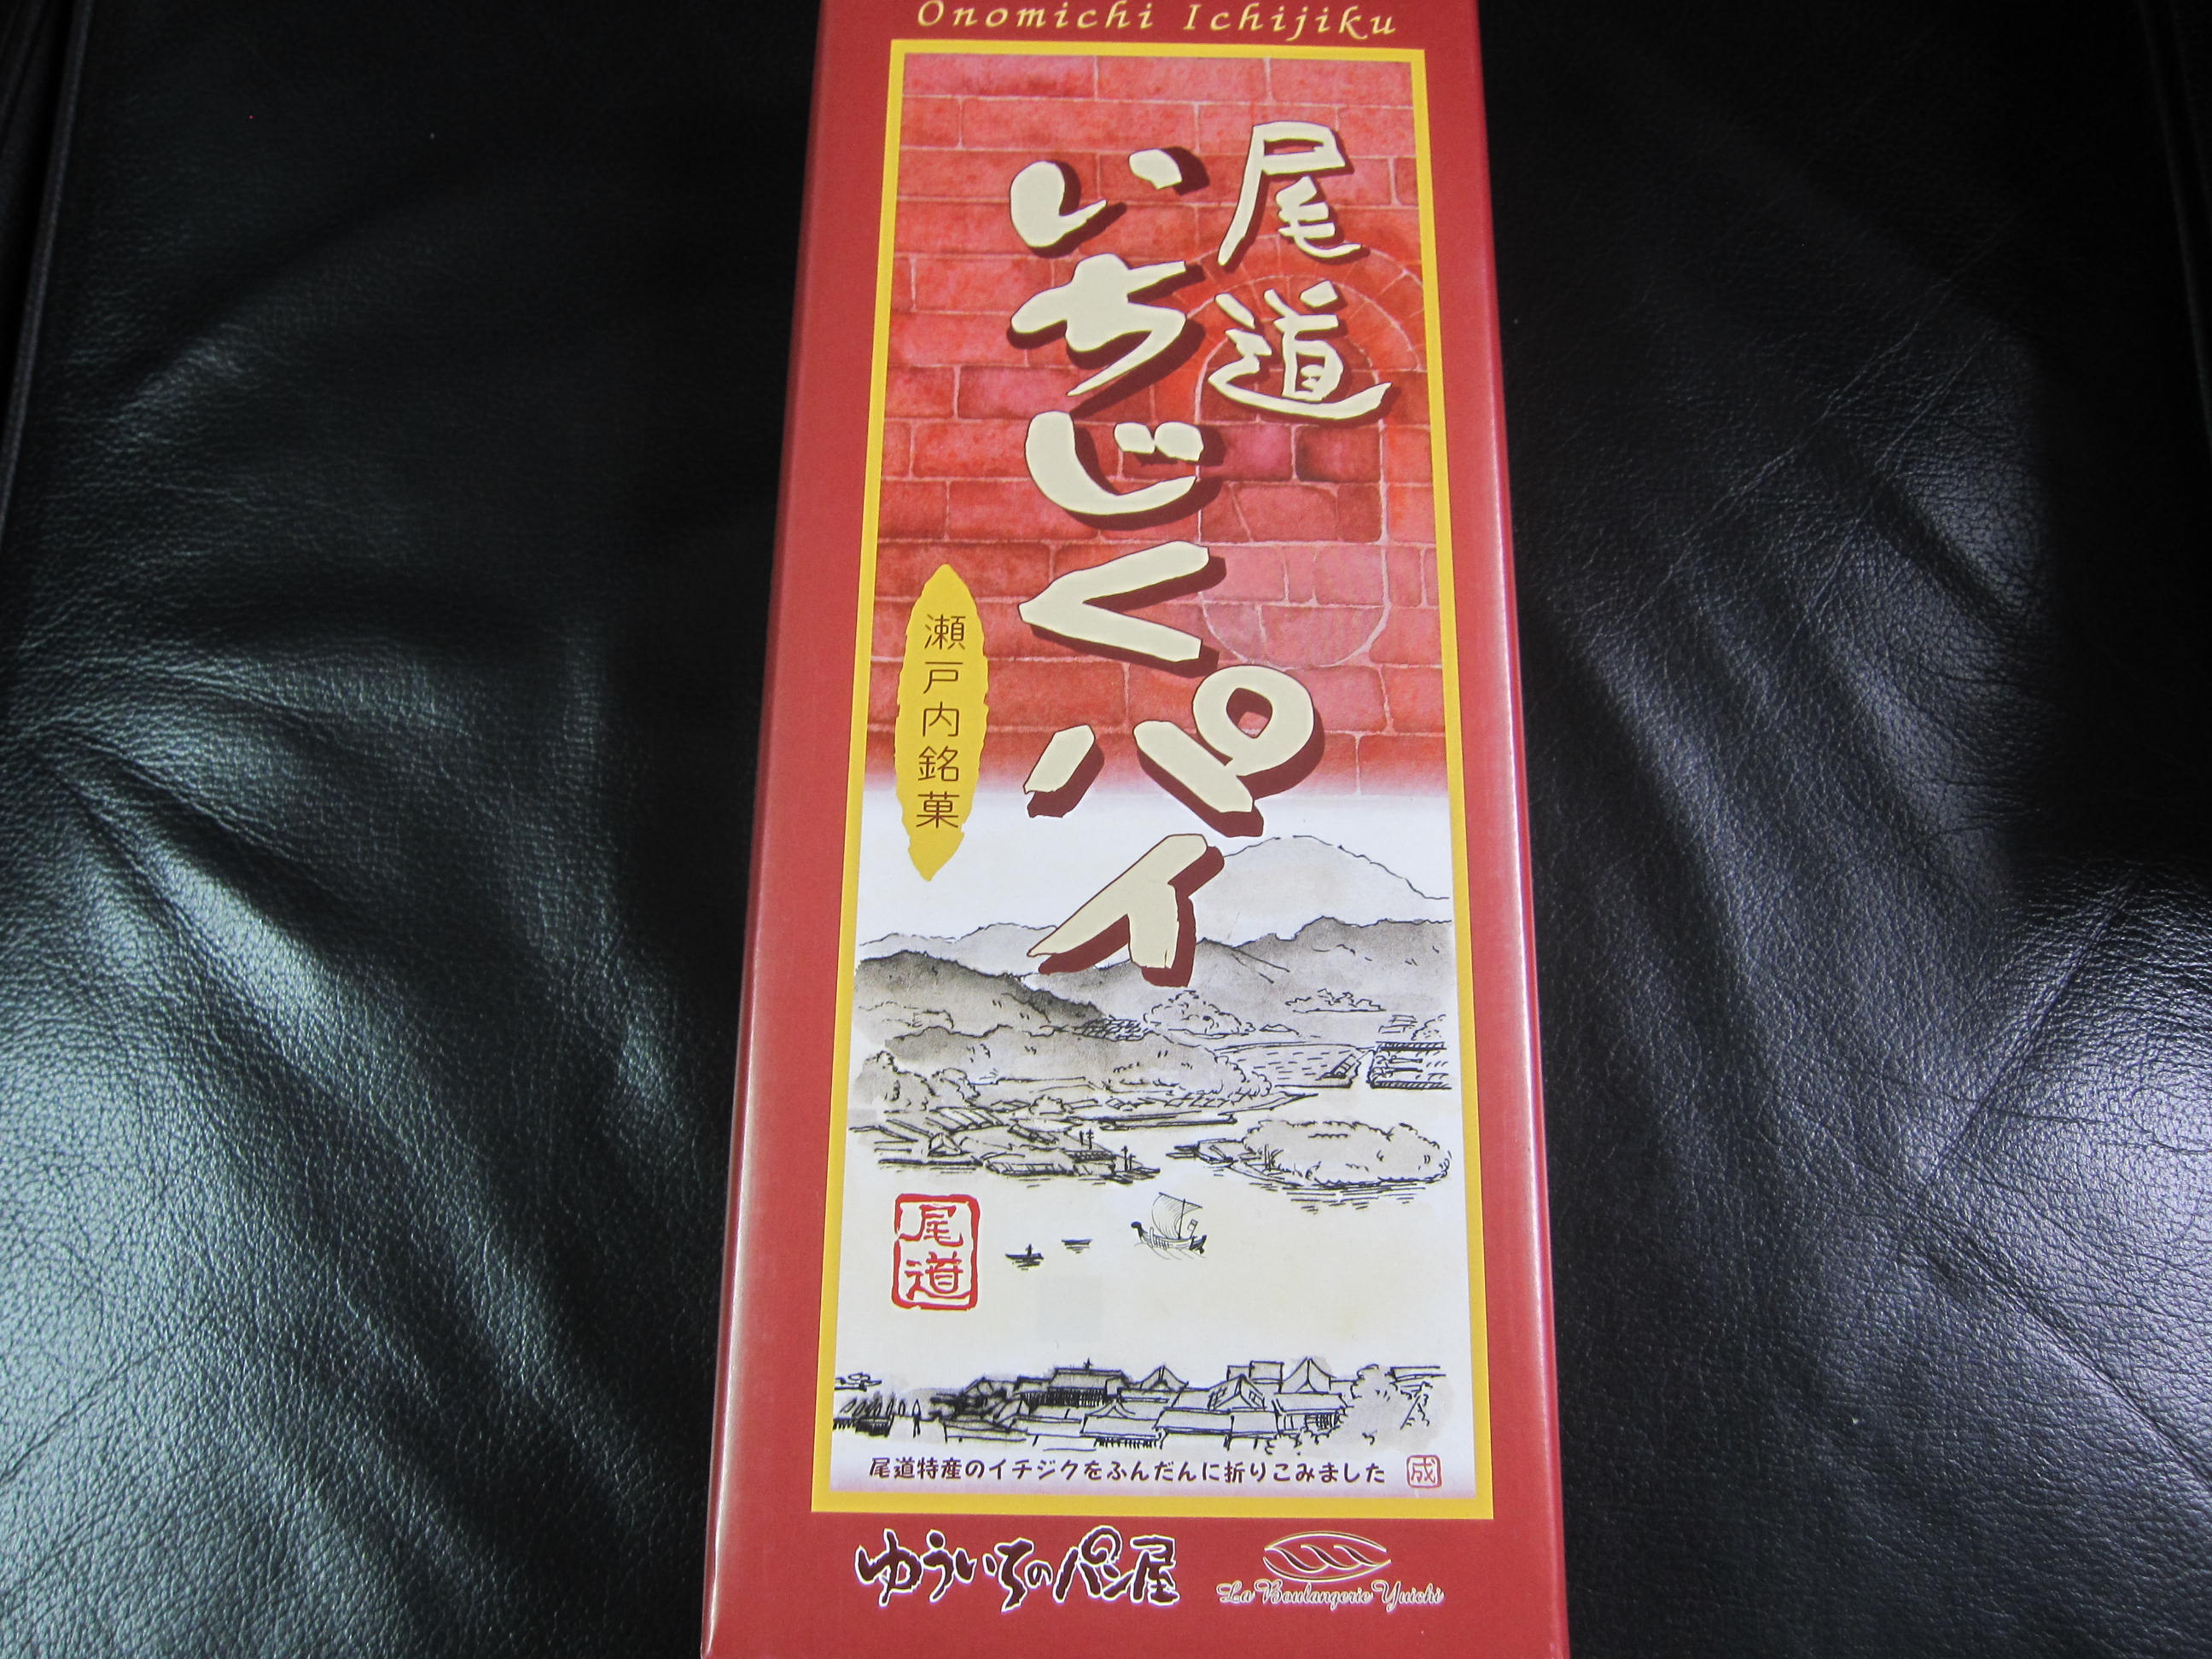 Onomichi Ichijiku
尾道
いちじくパイ
瀬戸内銘菓
尾道
尾道特産のイチジクをふんだんに折りこみました
成
ゆういちのパン屋
La Boulangerie Yuichi